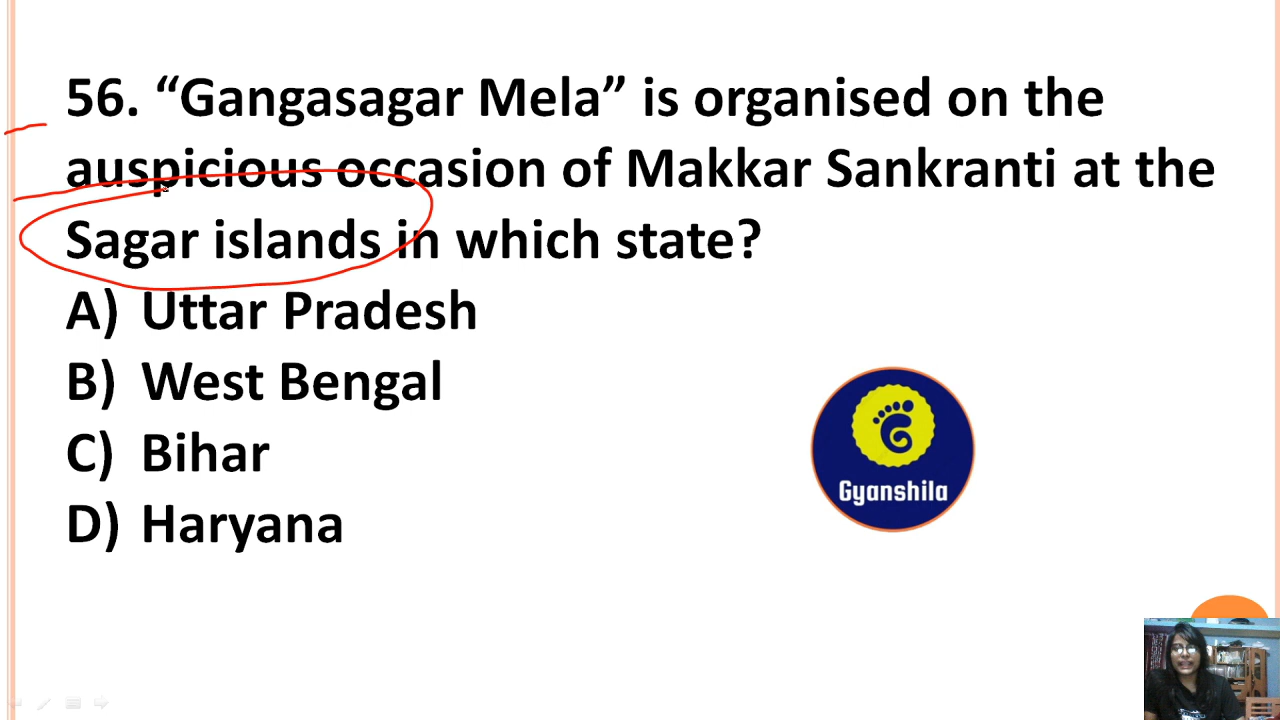 56. “Gangasagar Mela” is organised on the
auspicious occasion of Makkar Sankranti at the
Sagar islands in which state?
A) Uttar Pradesh
B) West Bengal
C) Bihar
D) Haryana
Gyanshila